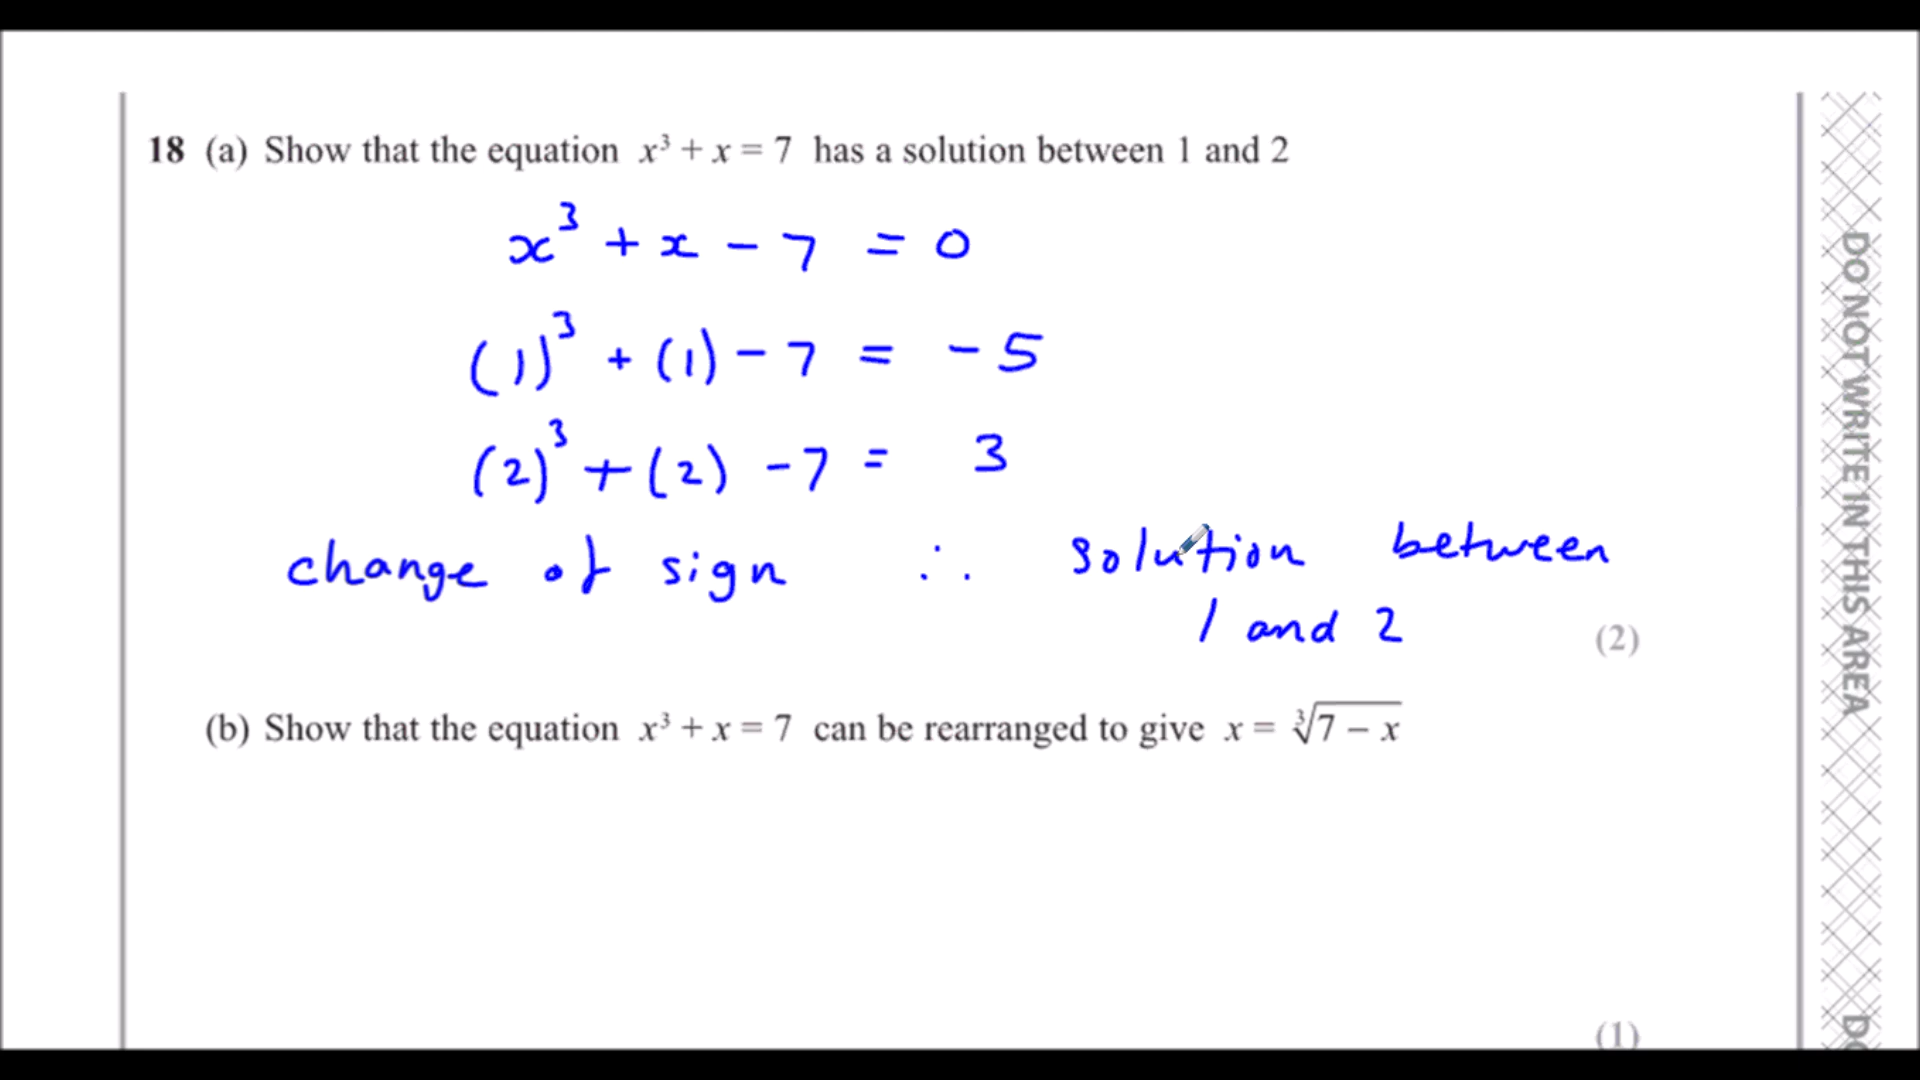 18 (a) Show that the equation x³ + x = 7 has a solution between 1 and 2
x³ + x - 7 = 0
(1)³ + (1) - 7 = - 5
(2)³ + (2) - 7 = 3
change of sign ∴ solution between
1 and 2
(2)
(b) Show that the equation x³ + x = 7 can be rearranged to give x = ∛(7 – x)
(1)
DO NOT WRITE IN THIS AREA
DO